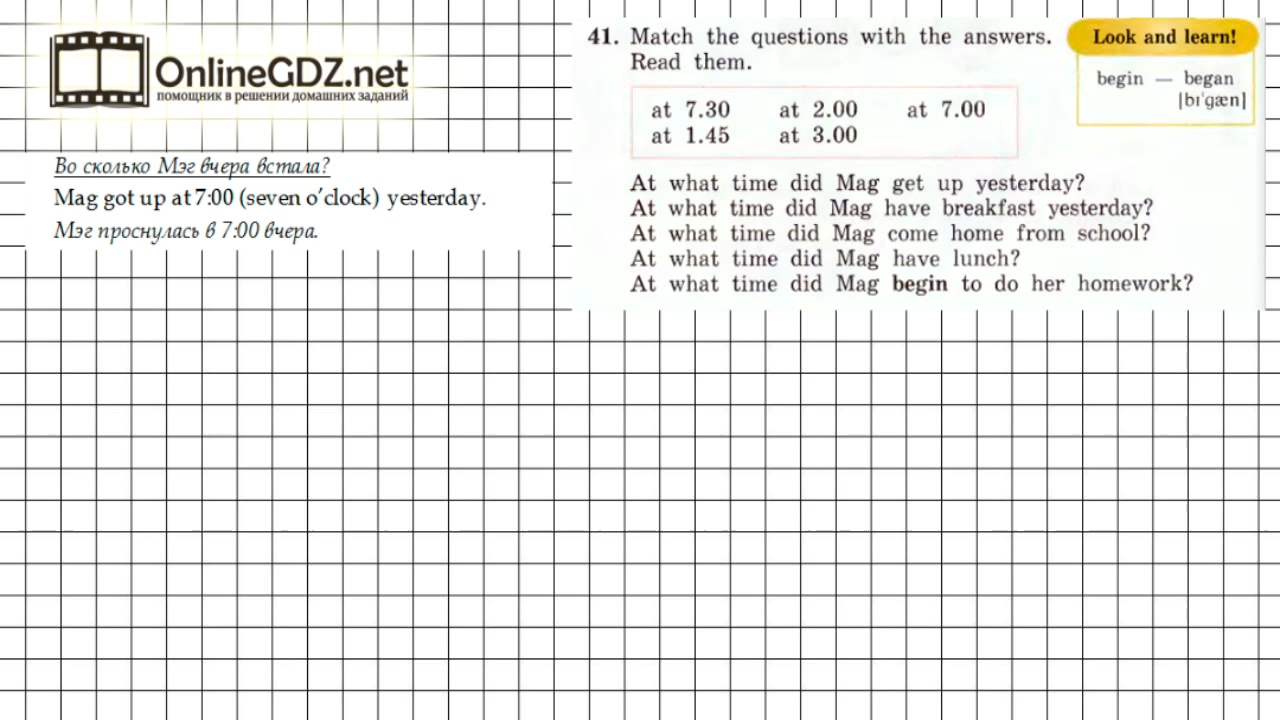 OnlineGDZ.net
помощник в решении домашних заданий
Во сколько Мэг вчера встала?
Mag got up at 7:00 (seven o’clock) yesterday.
Мэг проснулась в 7:00 вчера.
41. Match the questions with the answers.
Read them.
at 7.30 at 2.00 at 7.00
at 1.45 at 3.00
At what time did Mag get up yesterday?
At what time did Mag have breakfast yesterday?
At what time did Mag come home from school?
At what time did Mag have lunch?
At what time did Mag begin to do her homework?
Look and learn!
begin — began
[bɪˈgæn]